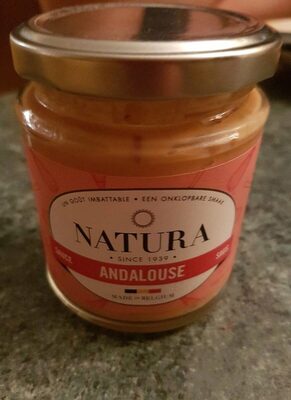 UN GOÛT IMBATTABLE • EEN ONKLOPBARE SMAAK
NATURA
• SINCE 1939 •
SAUCE
ANDALOUSE
SAUS
MADE IN BELGIUM